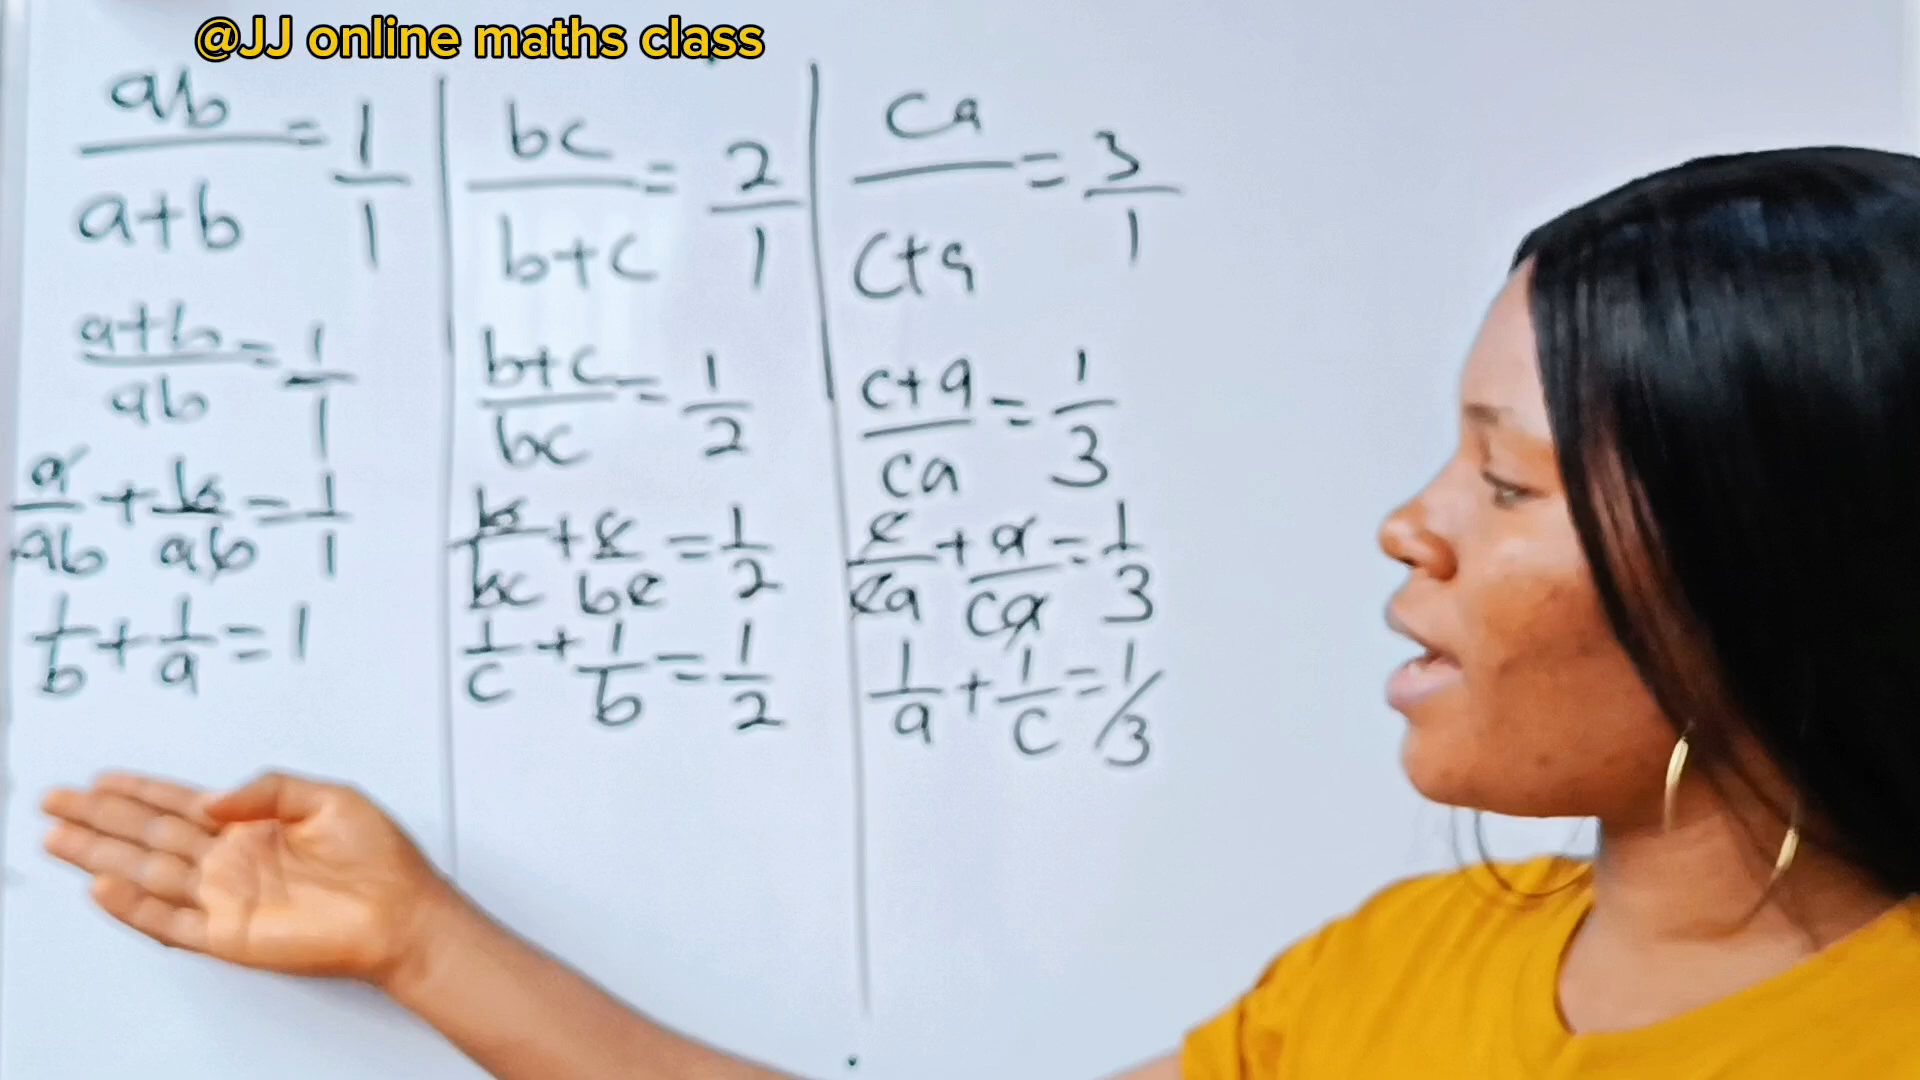 @JJ online maths class
ab/a+b = 1/1
a+b/ab = 1/1
a/ab + b/ab = 1/1
1/b + 1/a = 1
bc/b+c = 2/1
b+c/bc = 1/2
b/bc + c/bc = 1/2
1/c + 1/b = 1/2
ca/c+a = 3/1
c+a/ca = 1/3
c/ca + a/ca = 1/3
1/a + 1/c = 1/3